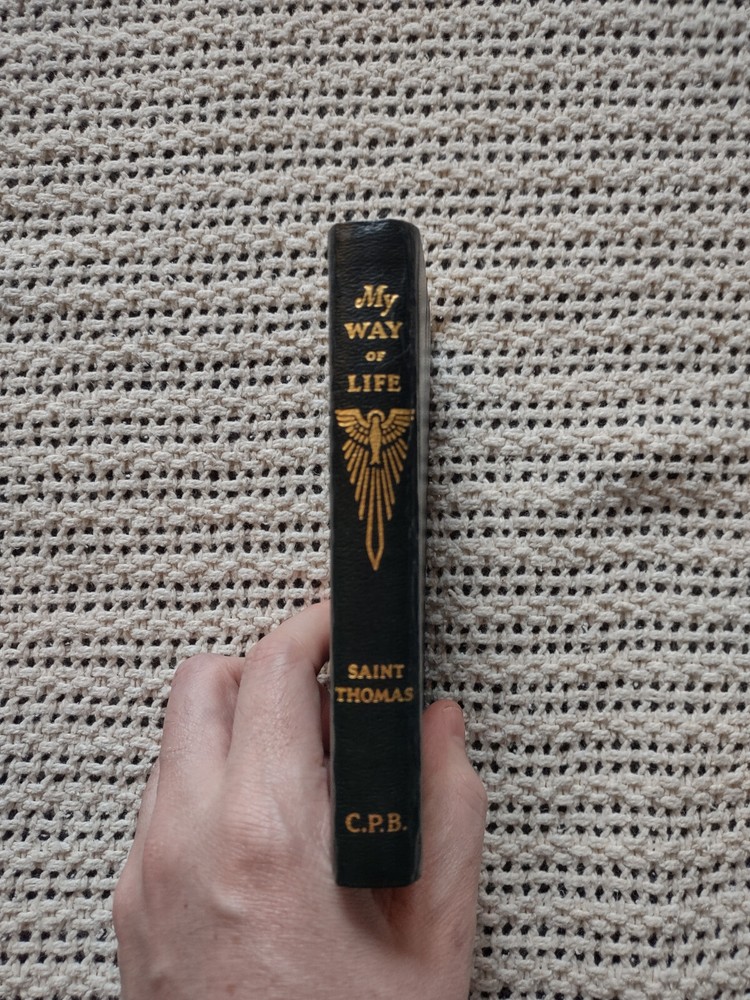 My
WAY
OF
LIFE
SAINT
THOMAS
C.P.B.